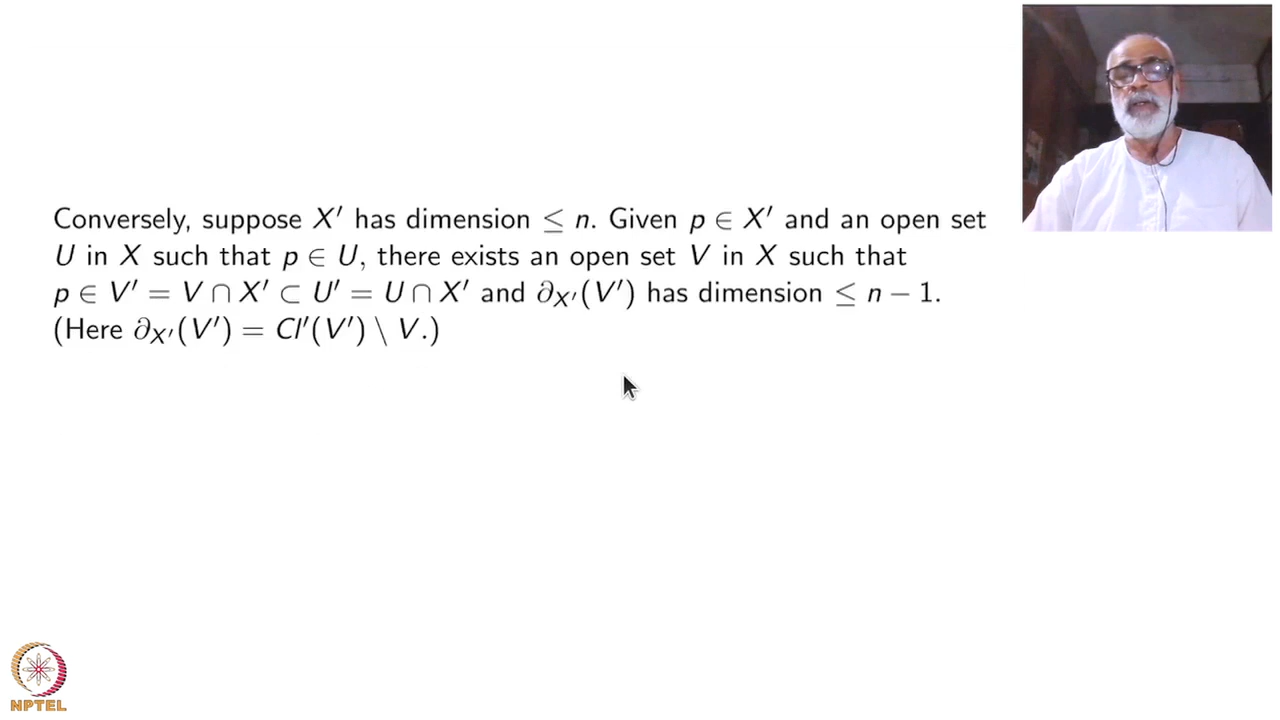 Conversely, suppose X′ has dimension ≤ n. Given p ∈ X′ and an open set
U in X such that p ∈ U, there exists an open set V in X such that
p ∈ V′ = V ∩ X′ ⊂ U′ = U ∩ X′ and ∂X′(V′) has dimension ≤ n − 1.
(Here ∂X′(V′) = Cl′(V′) \ V.)
NPTEL